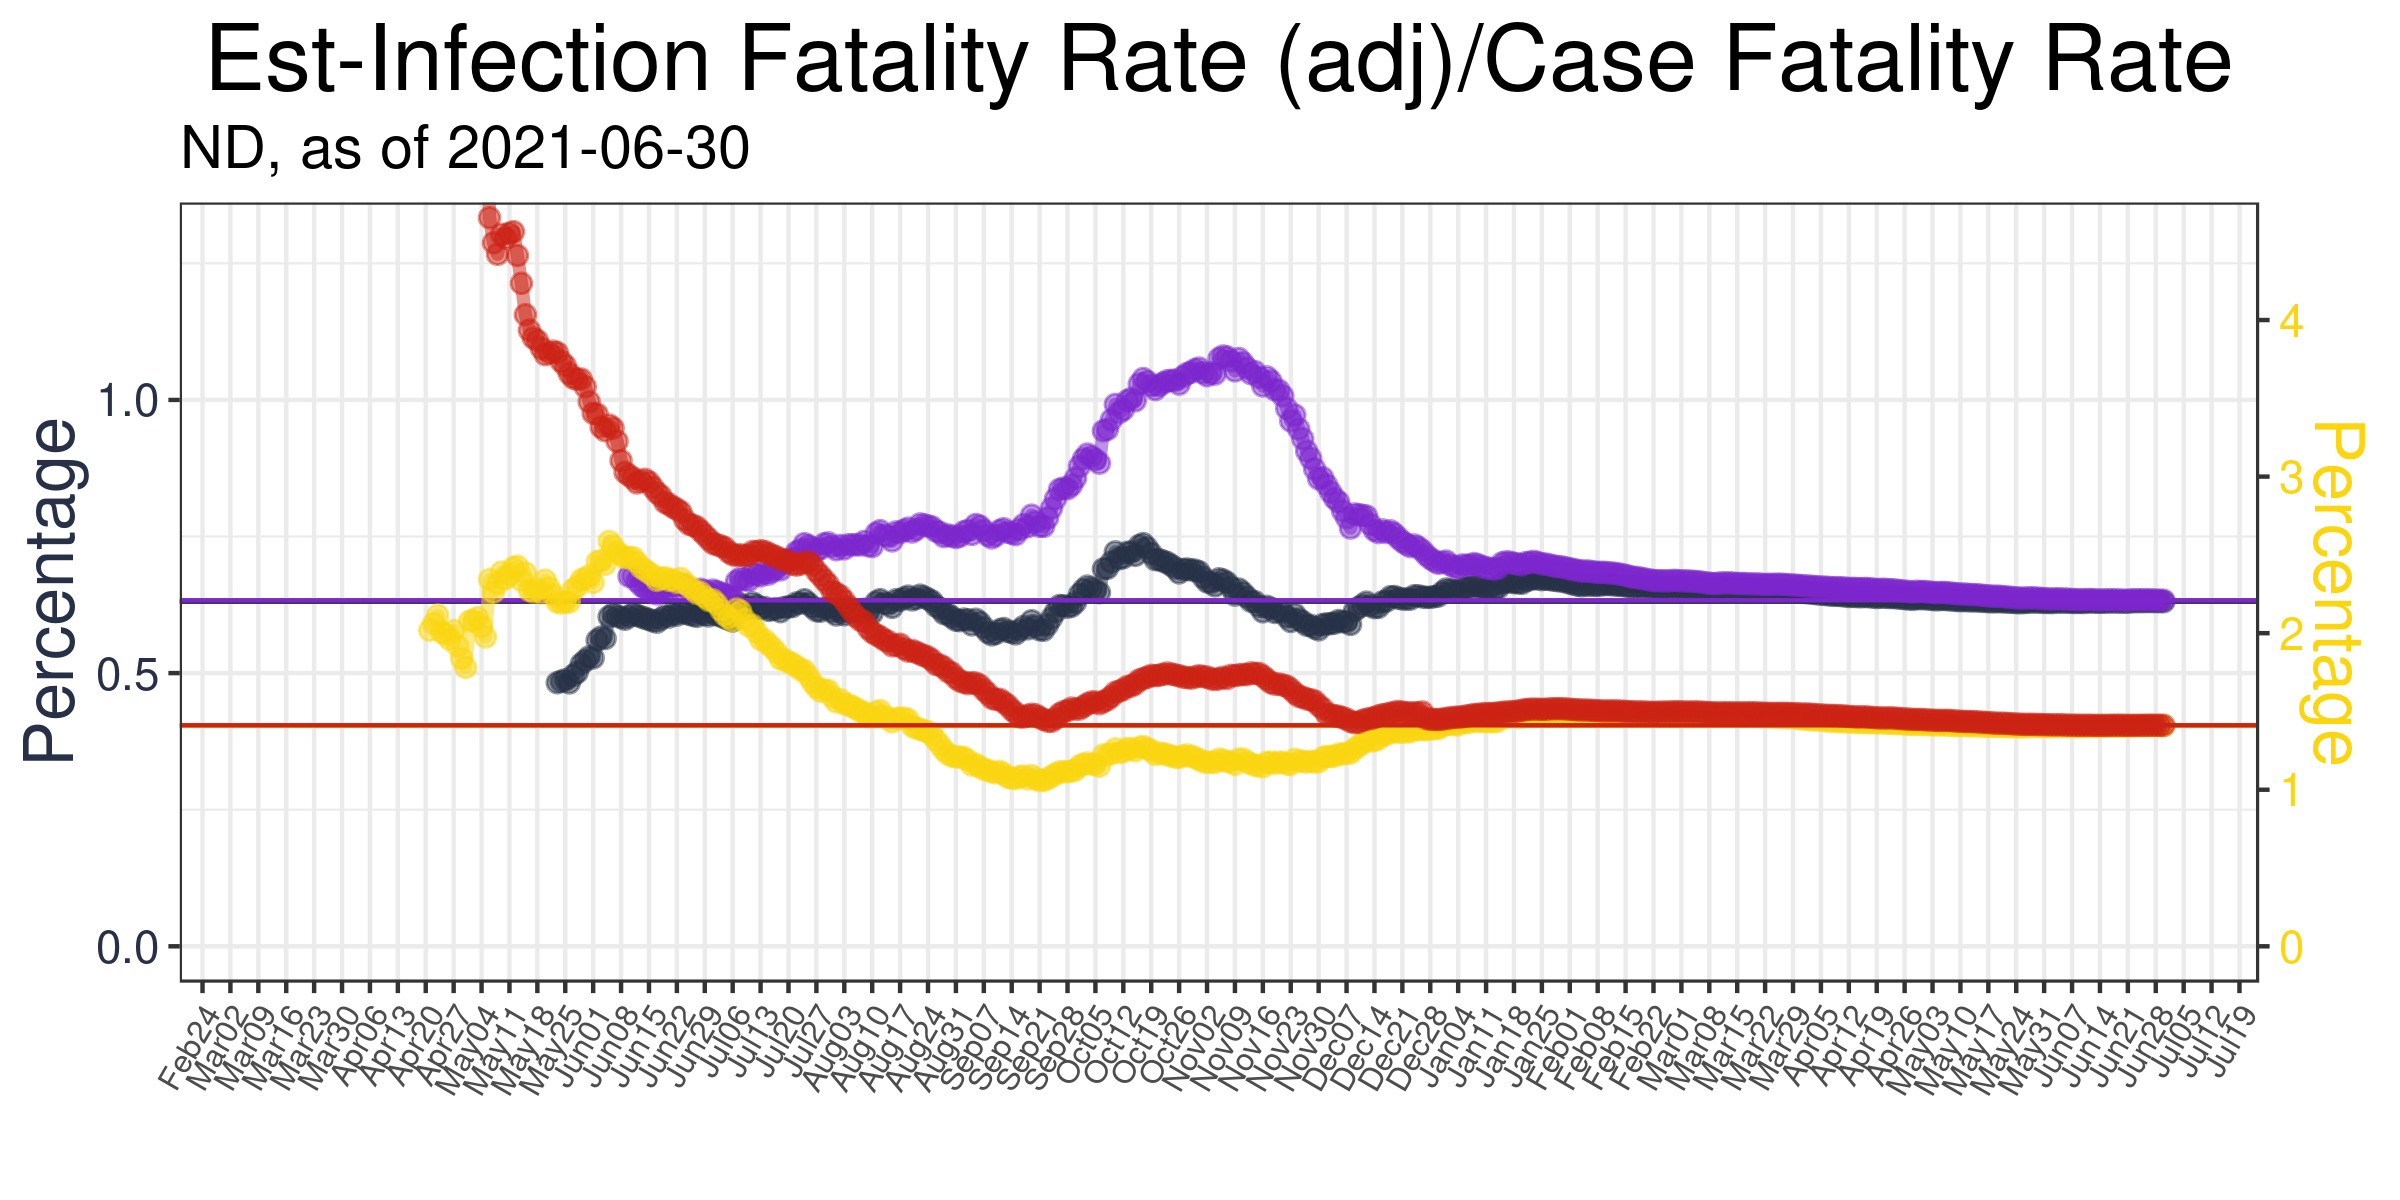 Est-Infection Fatality Rate (adj)/Case Fatality Rate
ND, as of 2021-06-30
Percentage
1.0
0.5
0.0
4
3
2
1
0
Percentage
Feb24
Mar02
Mar09
Mar16
Mar23
Mar30
Apr06
Apr13
Apr20
Apr27
May04
May11
May18
May25
Jun01
Jun08
Jun15
Jun22
Jun29
Jul06
Jul13
Jul20
Jul27
Aug03
Aug10
Aug17
Aug24
Aug31
Sep07
Sep14
Sep21
Sep28
Oct05
Oct12
Oct19
Oct26
Nov02
Nov09
Nov16
Nov23
Nov30
Dec07
Dec14
Dec21
Dec28
Jan04
Jan11
Jan18
Jan25
Feb01
Feb08
Feb15
Feb22
Mar01
Mar08
Mar15
Mar22
Mar29
Apr05
Apr12
Apr19
Apr26
May03
May10
May17
May24
May31
Jun07
Jun14
Jun21
Jun28
Jul05
Jul12
Jul19